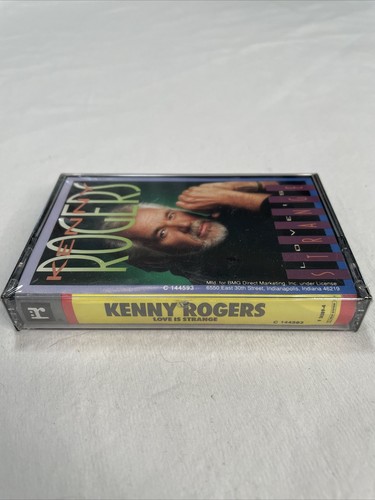 KENNY
ROGERS
LOVE IS
STRANGE
C 144593
Mfd. for BMG Direct Marketing, Inc. under License
6550 East 30th Street, Indianapolis, Indiana 46219
r
KENNY ROGERS
LOVE IS STRANGE
C 144593